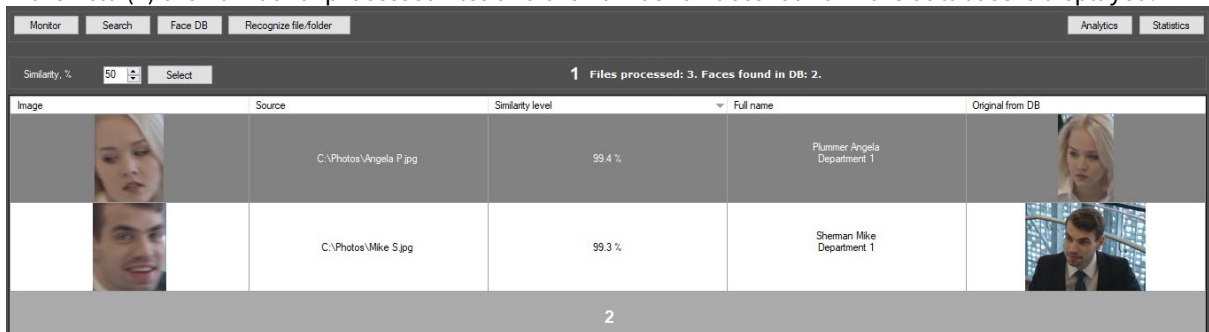 Monitor Search Face DB Recognize file/folder Analytics Statistics
Similarity, % 50 Select 1 Files processed: 3. Faces found in DB: 2.
Image Source Similarity level Full name Original from DB
C:\Photos\Angela P.jpg 99.4 % Plummer Angela
Department 1
C:\Photos\Mike S.jpg 99.3 % Sherman Mike
Department 1
2